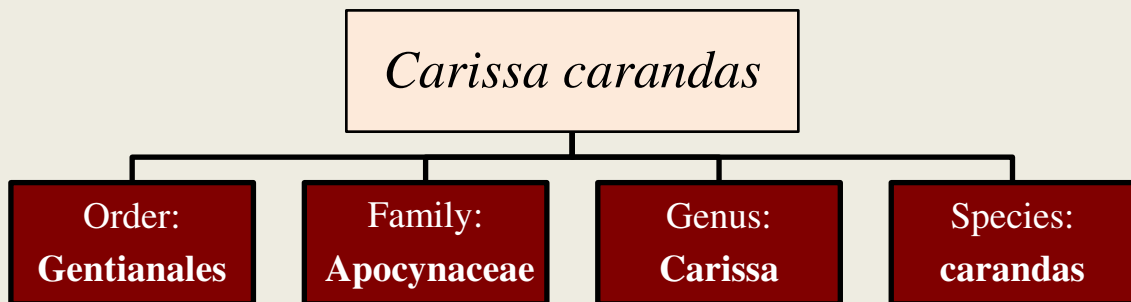 Carissa carandas
Order:
Gentianales
Family:
Apocynaceae
Genus:
Carissa
Species:
carandas